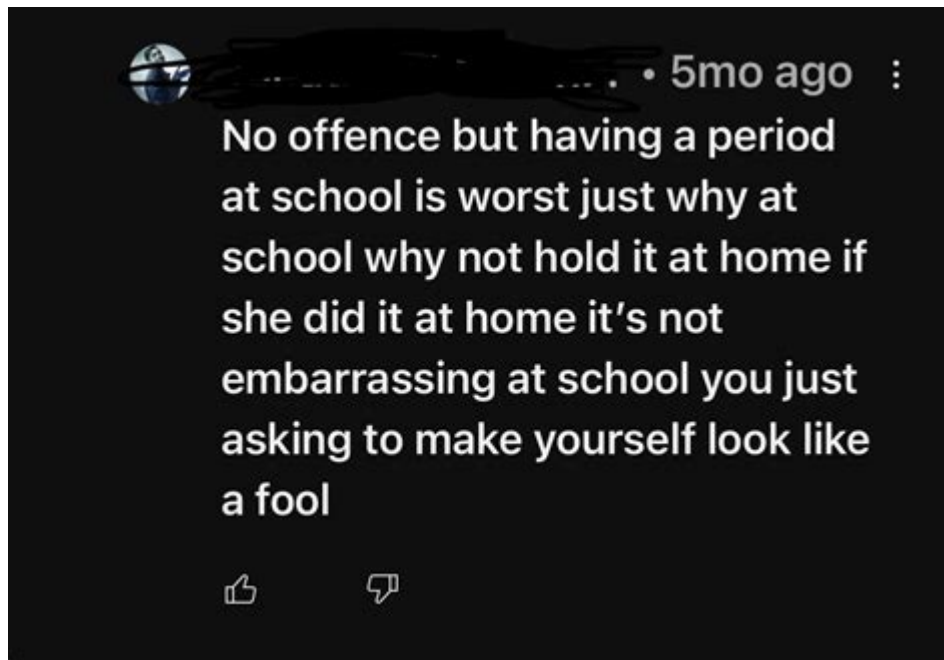 • 5mo ago
No offence but having a period
at school is worst just why at
school why not hold it at home if
she did it at home it’s not
embarrassing at school you just
asking to make yourself look like
a fool